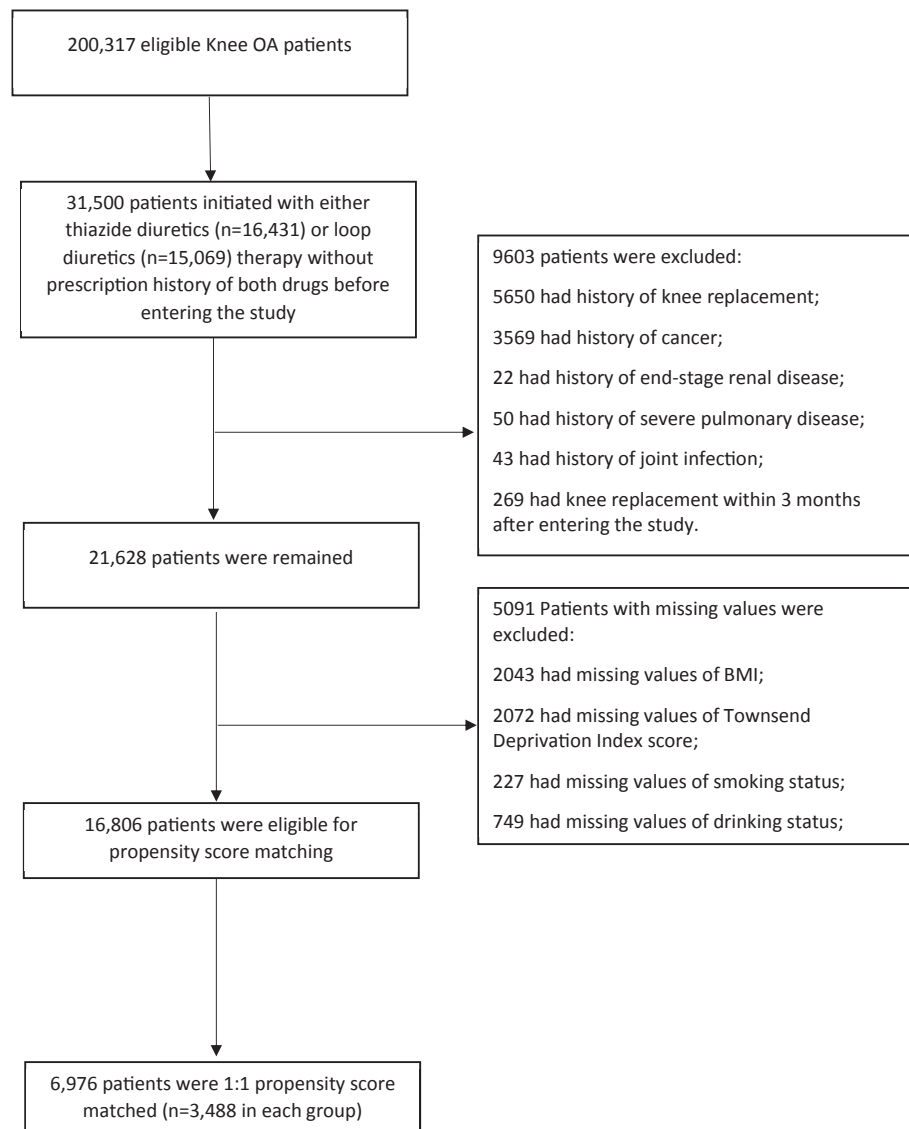 200,317 eligible Knee OA patients
31,500 patients initiated with either
thiazide diuretics (n=16,431) or loop
diuretics (n=15,069) therapy without
prescription history of both drugs before
entering the study
9603 patients were excluded:
5650 had history of knee replacement;
3569 had history of cancer;
22 had history of end-stage renal disease;
50 had history of severe pulmonary disease;
43 had history of joint infection;
269 had knee replacement within 3 months
after entering the study.
21,628 patients were remained
5091 Patients with missing values were
excluded:
2043 had missing values of BMI;
2072 had missing values of Townsend
Deprivation Index score;
227 had missing values of smoking status;
749 had missing values of drinking status;
16,806 patients were eligible for
propensity score matching
6,976 patients were 1:1 propensity score
matched (n=3,488 in each group)